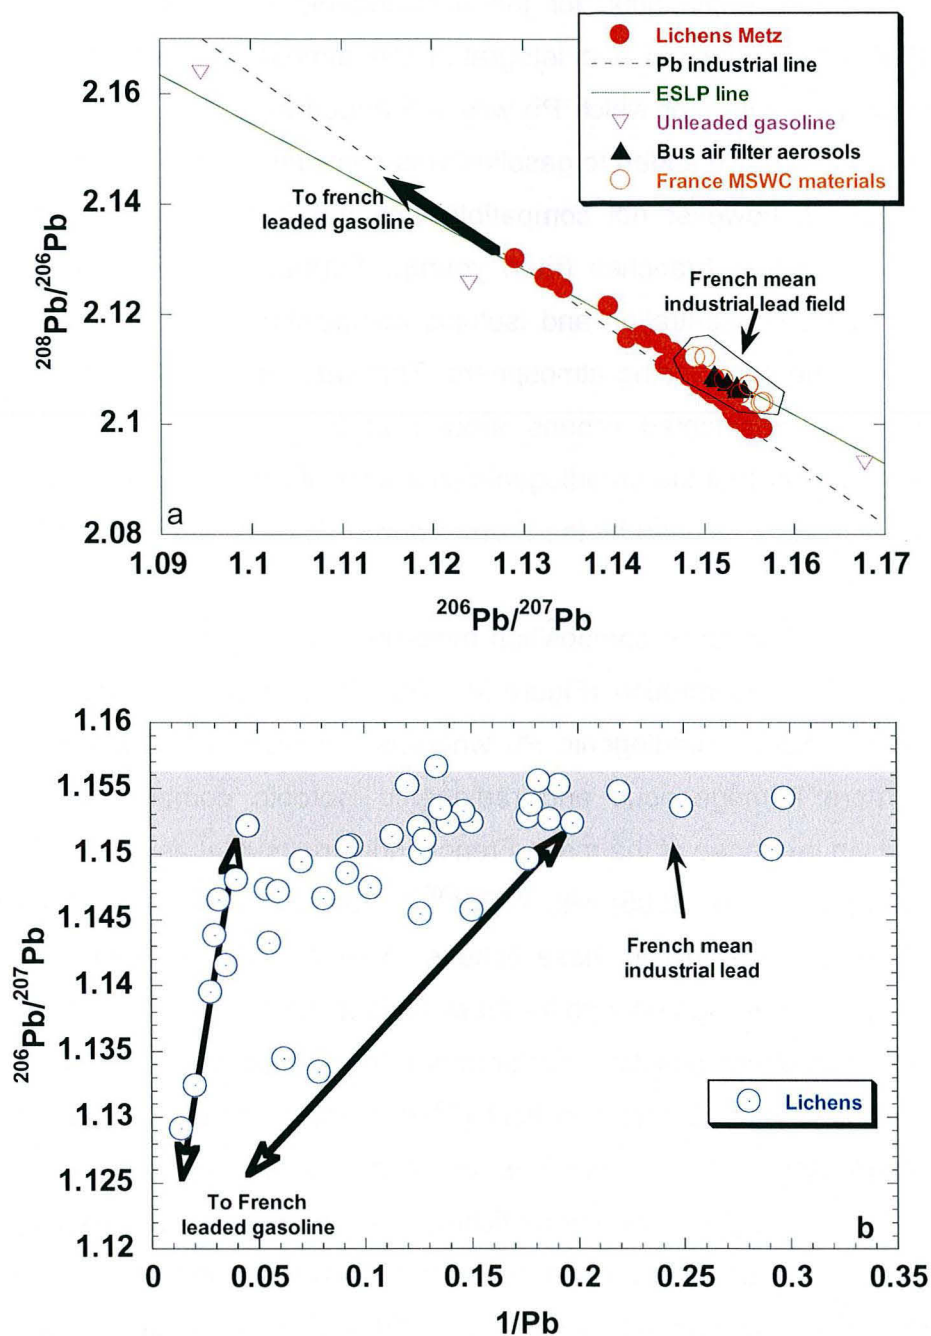 Lichens Metz
Pb industrial line
ESLP line
Unleaded gasoline
Bus air filter aerosols
France MSWC materials
2.16
2.14
2.12
2.1
2.08
208Pb/206Pb
To french
leaded gasoline
French mean
industrial lead field
a
1.09
1.1
1.11
1.12
1.13
1.14
1.15
1.16
1.17
206Pb/207Pb
1.16
1.155
1.15
1.145
1.14
1.135
1.13
1.125
1.12
206Pb/207Pb
French mean
industrial lead
Lichens
To French
leaded gasoline
b
0
0.05
0.1
0.15
0.2
0.25
0.3
0.35
1/Pb